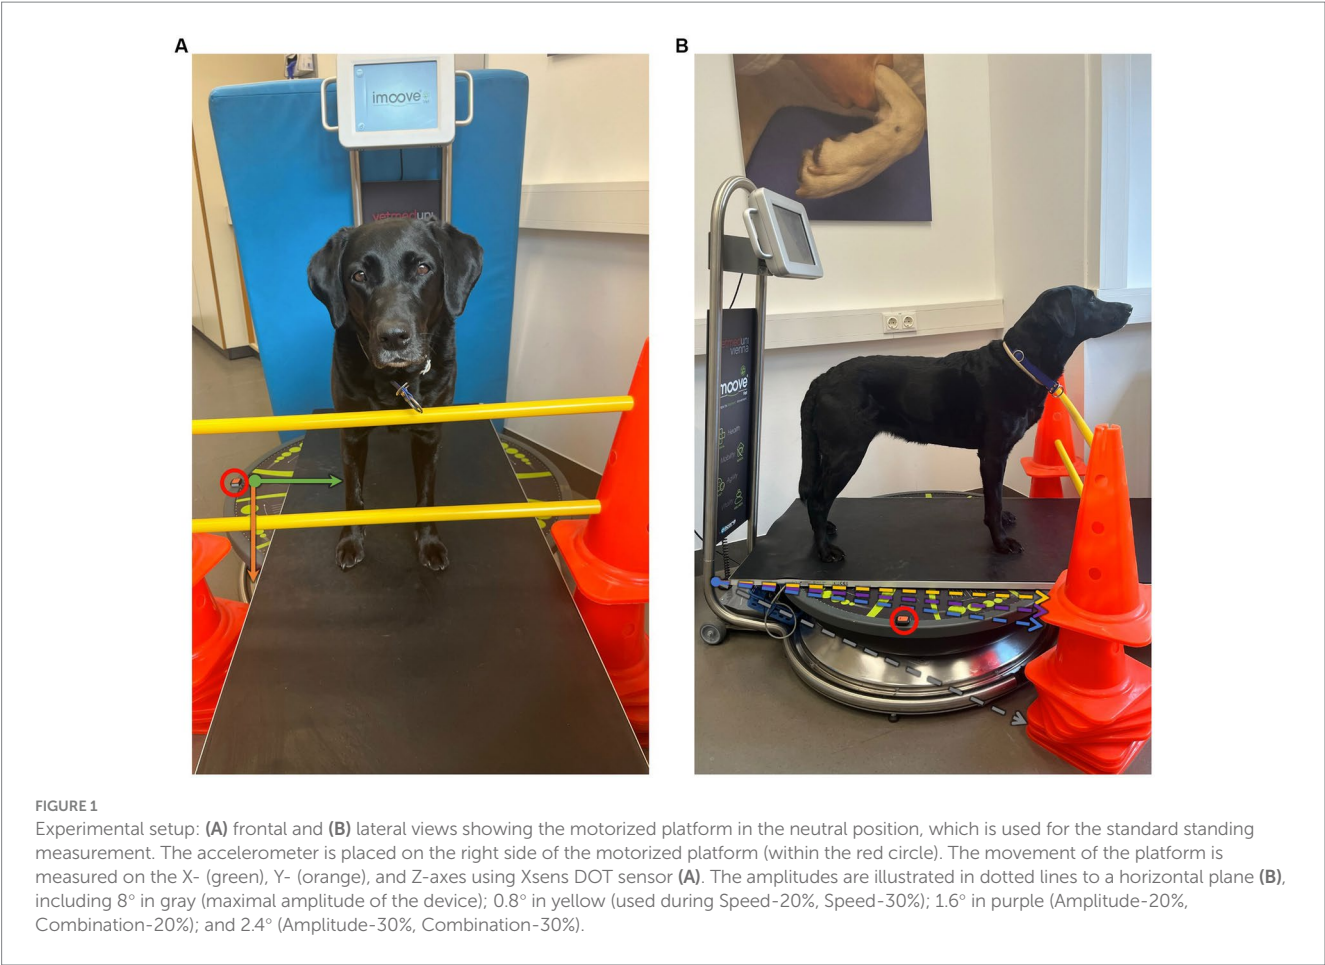 A
B
imoove
vetmeduni
vetmeduni
vienna
moove
FIGURE 1
Experimental setup: (A) frontal and (B) lateral views showing the motorized platform in the neutral position, which is used for the standard standing
measurement. The accelerometer is placed on the right side of the motorized platform (within the red circle). The movement of the platform is
measured on the X- (green), Y- (orange), and Z-axes using Xsens DOT sensor (A). The amplitudes are illustrated in dotted lines to a horizontal plane (B),
including 8° in gray (maximal amplitude of the device); 0.8° in yellow (used during Speed-20%, Speed-30%); 1.6° in purple (Amplitude-20%,
Combination-20%); and 2.4° (Amplitude-30%, Combination-30%).